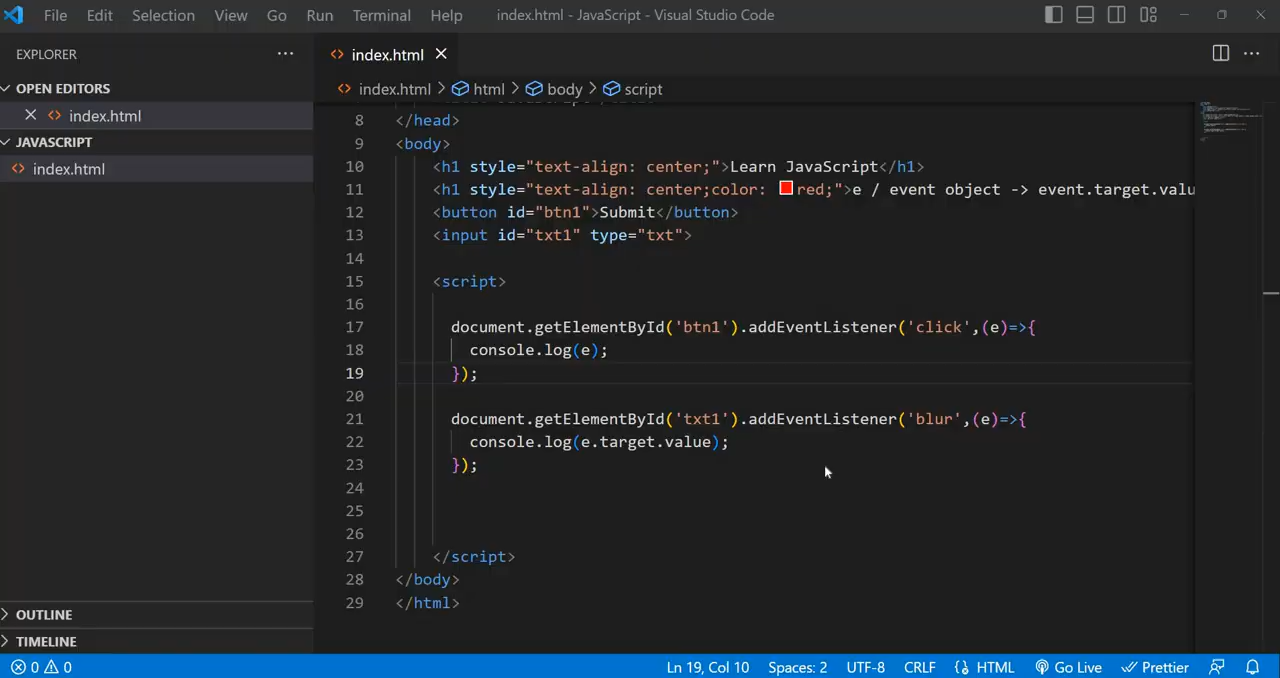 File Edit Selection View Go Run Terminal Help index.html - JavaScript - Visual Studio Code
EXPLORER
OPEN EDITORS
index.html
JAVASCRIPT
index.html
OUTLINE
TIMELINE
index.html
index.html > html > body > script
8 </head>
9 <body>
10 <h1 style="text-align: center;">Learn JavaScript</h1>
11 <h1 style="text-align: center;color: red;">e / event object -> event.target.valu
12 <button id="btn1">Submit</button>
13 <input id="txt1" type="txt">
14
15 <script>
16
17 document.getElementById('btn1').addEventListener('click',(e)=>{
18 console.log(e);
19 });
20
21 document.getElementById('txt1').addEventListener('blur',(e)=>{
22 console.log(e.target.value);
23 });
24
25
26
27 </script>
28 </body>
29 </html>
0 0 Ln 19, Col 10 Spaces: 2 UTF-8 CRLF HTML Go Live Prettier